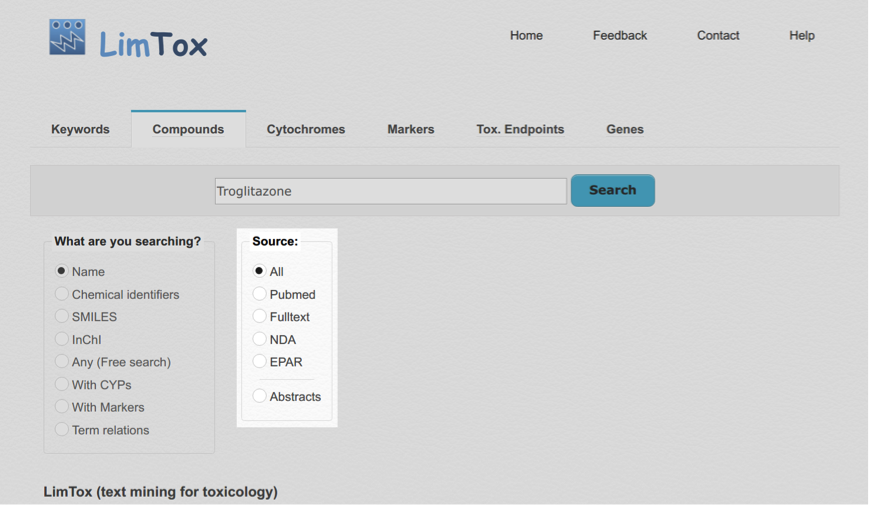 LimTox
Home Feedback Contact Help
Keywords Compounds Cytochromes Markers Tox. Endpoints Genes
Troglitazone Search
What are you searching?
Name
Chemical identifiers
SMILES
InChI
Any (Free search)
With CYPs
With Markers
Term relations
Source:
All
Pubmed
Fulltext
NDA
EPAR
Abstracts
LimTox (text mining for toxicology)